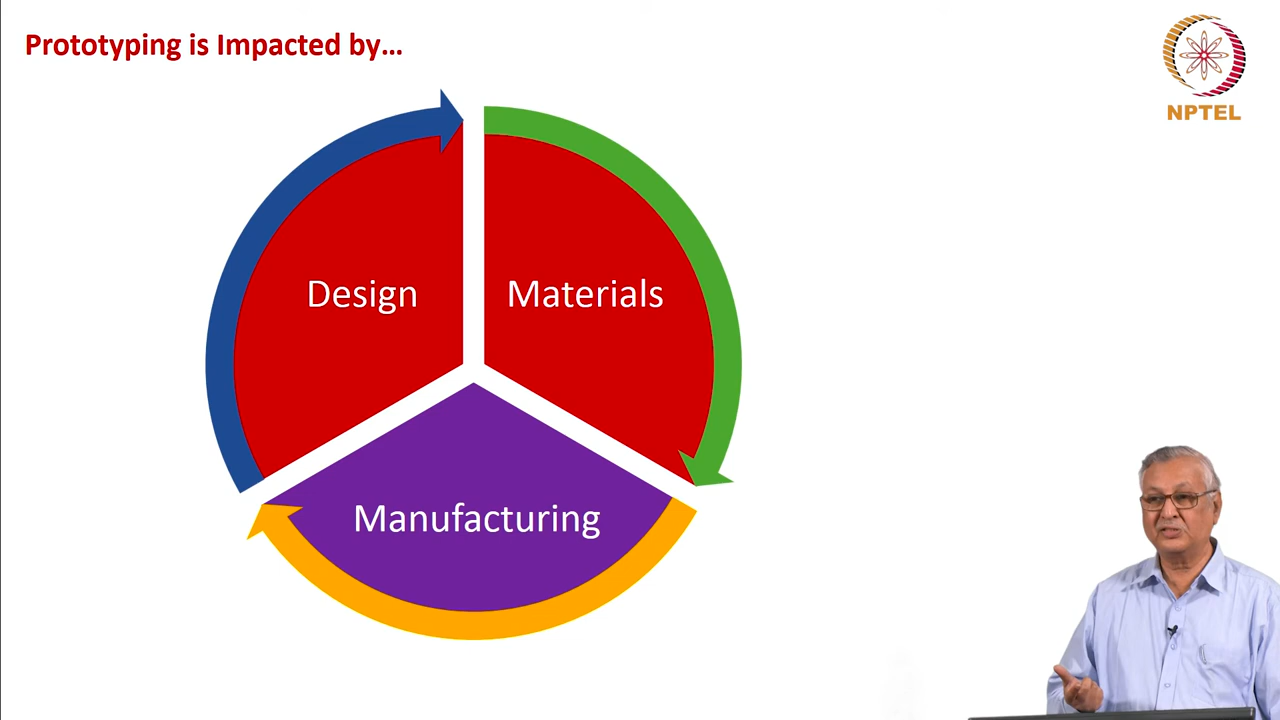 Prototyping is Impacted by...
NPTEL
Design
Materials
Manufacturing